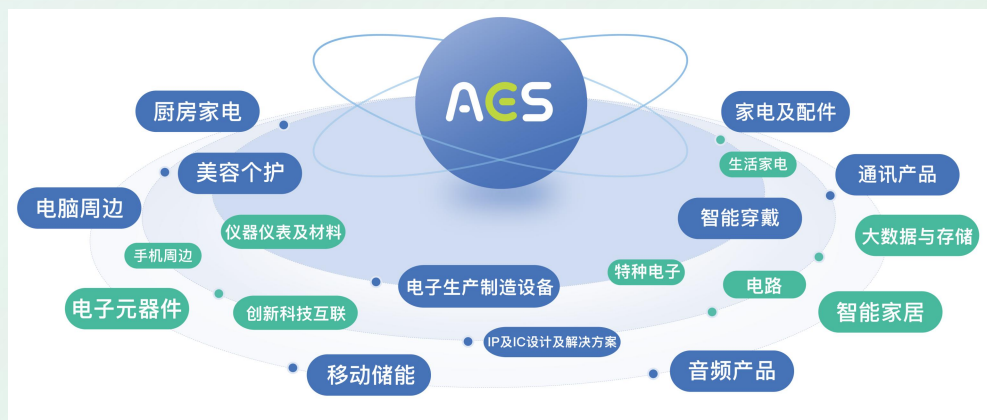 AES
厨房家电
家电及配件
美容个护
生活家电
通讯产品
电脑周边
智能穿戴
仪器仪表及材料
大数据与存储
手机周边
特种电子
电子生产制造设备
电路
电子元器件
创新科技互联
智能家居
IP及IC设计及解决方案
移动储能
音频产品